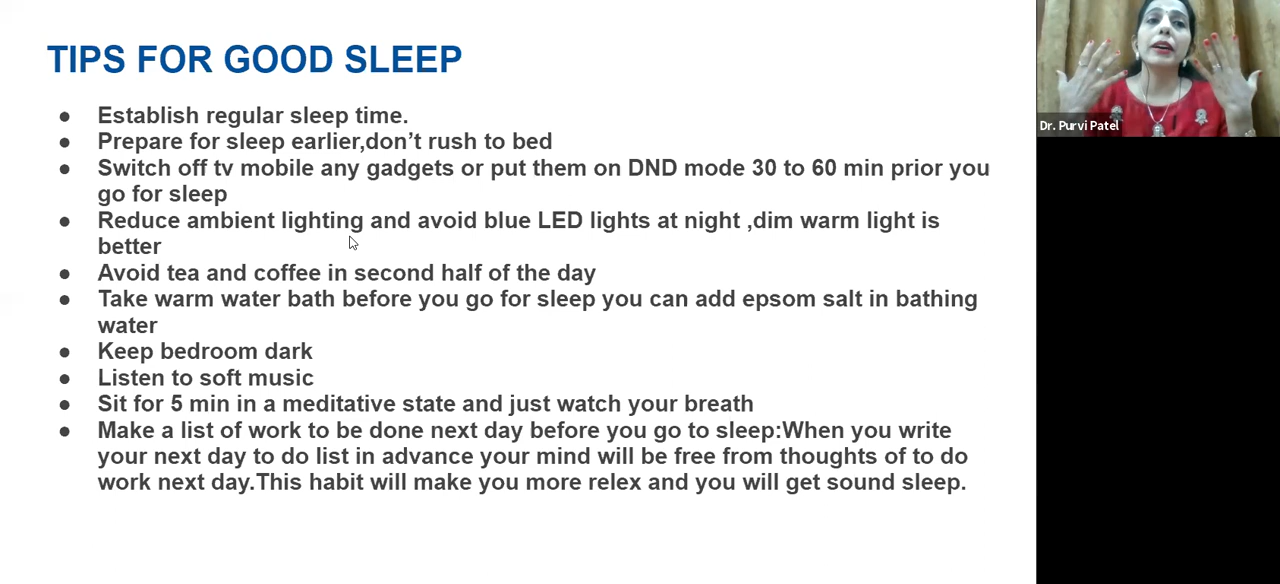 TIPS FOR GOOD SLEEP
● Establish regular sleep time.
● Prepare for sleep earlier,don’t rush to bed
● Switch off tv mobile any gadgets or put them on DND mode 30 to 60 min prior you
go for sleep
● Reduce ambient lighting and avoid blue LED lights at night ,dim warm light is
better
● Avoid tea and coffee in second half of the day
● Take warm water bath before you go for sleep you can add epsom salt in bathing
water
● Keep bedroom dark
● Listen to soft music
● Sit for 5 min in a meditative state and just watch your breath
● Make a list of work to be done next day before you go to sleep:When you write
your next day to do list in advance your mind will be free from thoughts of to do
work next day.This habit will make you more relex and you will get sound sleep.
Dr. Purvi Patel